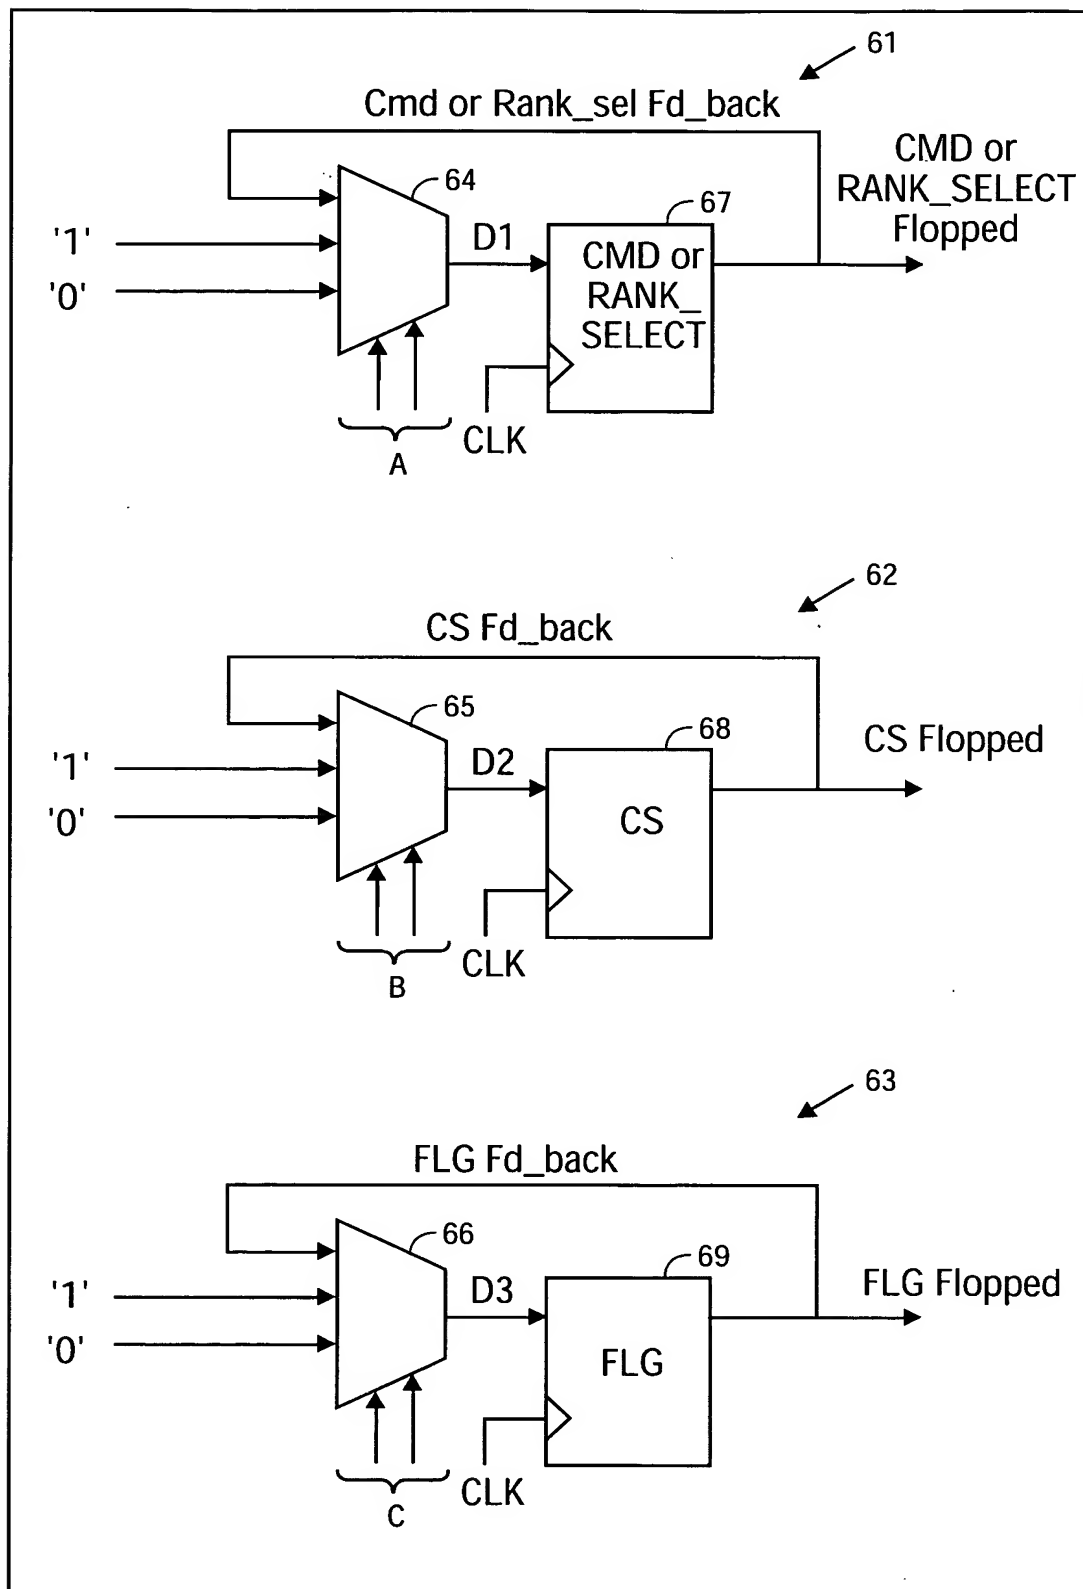 61
Cmd or Rank_sel Fd_back
CMD or
RANK_SELECT
Flopped
64
67
'1'
'0'
D1
CMD or
RANK_
SELECT
CLK
A
62
CS Fd_back
65
68
CS Flopped
'1'
'0'
D2
CS
CLK
B
63
FLG Fd_back
66
69
FLG Flopped
'1'
'0'
D3
FLG
CLK
C